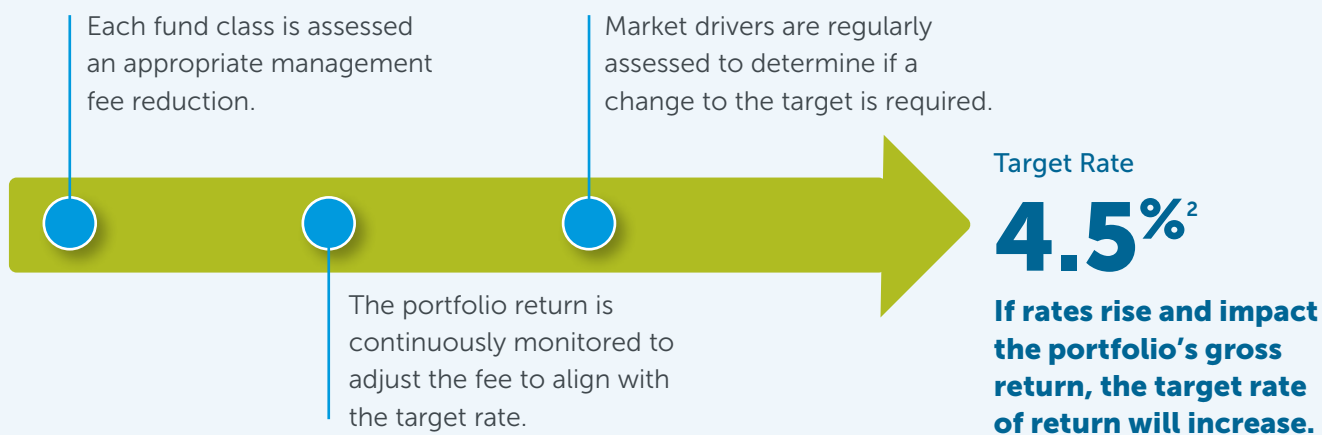 Each fund class is assessed
an appropriate management
fee reduction.
Market drivers are regularly
assessed to determine if a
change to the target is required.
The portfolio return is
continuously monitored to
adjust the fee to align with
the target rate.
Target Rate
4.5%²
If rates rise and impact
the portfolio’s gross
return, the target rate
of return will increase.